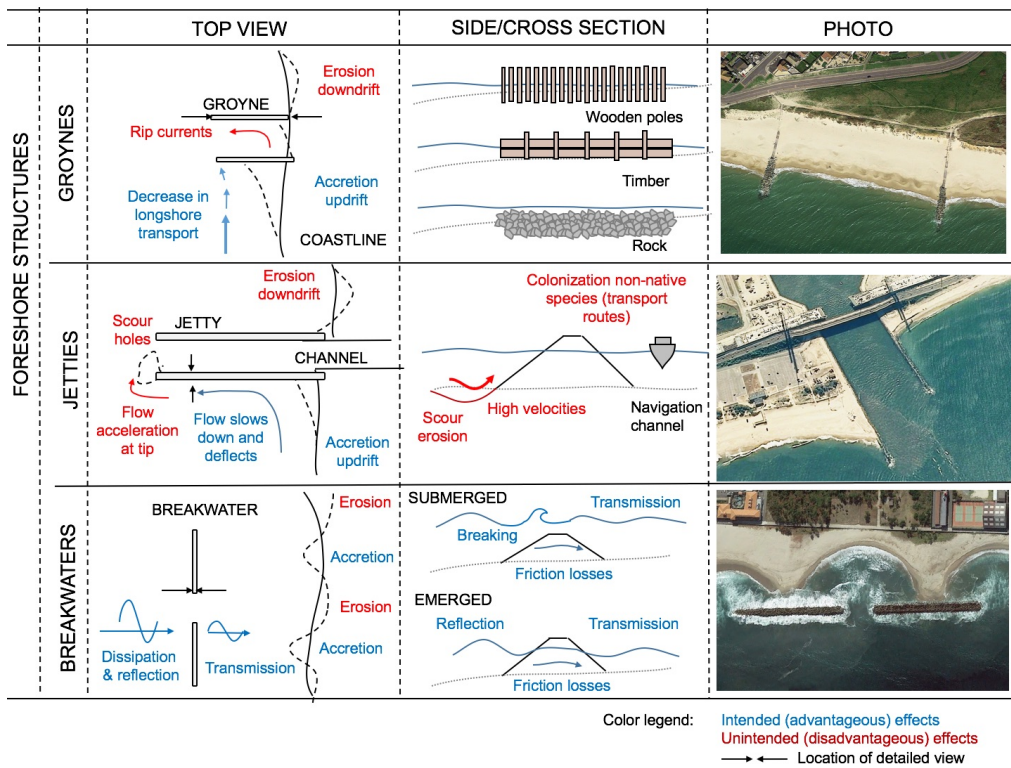 TOP VIEW
SIDE/CROSS SECTION
PHOTO
FORESHORE STRUCTURES
GROYNES
Erosion
downdrift
GROYNE
Rip currents
Decrease in
longshore
transport
Accretion
updrift
COASTLINE
Wooden poles
Timber
Rock
JETTIES
Erosion
downdrift
Scour
holes
JETTY
CHANNEL
Flow
acceleration
at tip
Flow slows
down and
deflects
Accretion
updrift
Colonization non-native
species (transport
routes)
Scour
erosion
High velocities
Navigation
channel
BREAKWATERS
BREAKWATER
Erosion
Accretion
Erosion
Accretion
Dissipation
& reflection
Transmission
SUBMERGED
Transmission
Breaking
Friction losses
EMERGED
Reflection
Transmission
Friction losses
Color legend:
Intended (advantageous) effects
Unintended (disadvantageous) effects
Location of detailed view